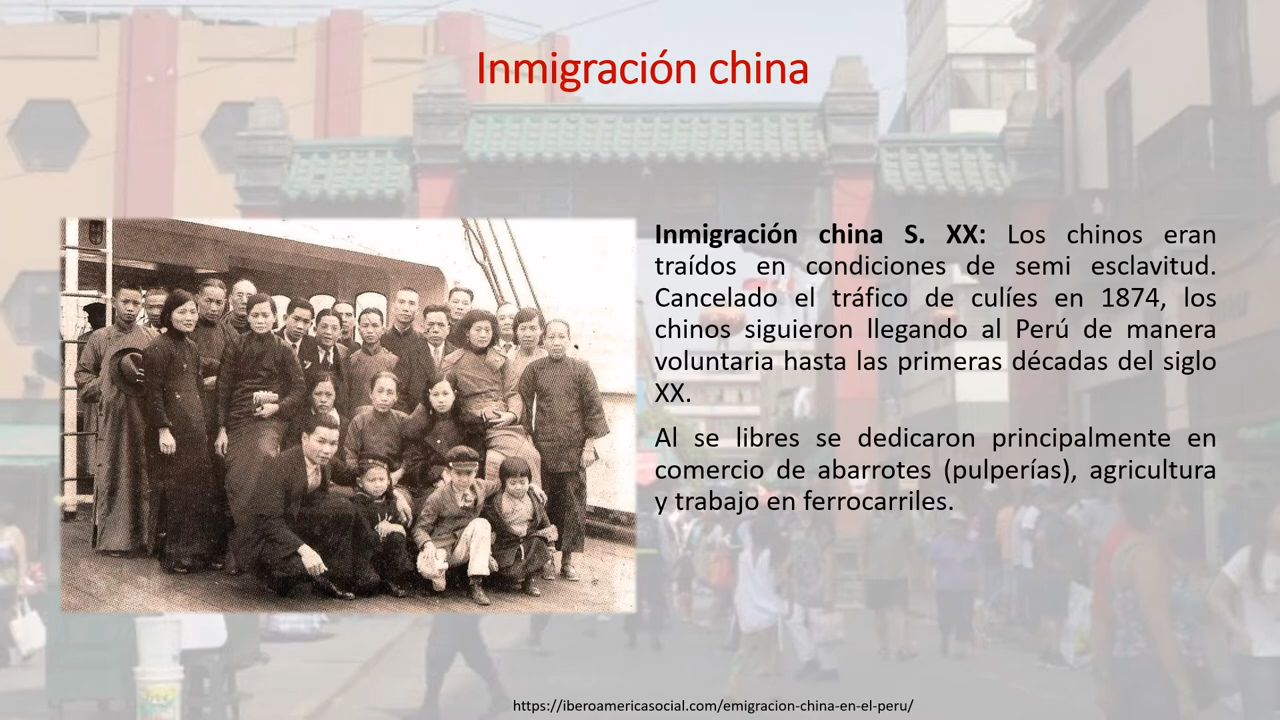 Inmigración china
Inmigración china S. XX: Los chinos eran
traídos en condiciones de semi esclavitud.
Cancelado el tráfico de culíes en 1874, los
chinos siguieron llegando al Perú de manera
voluntaria hasta las primeras décadas del siglo
XX.
Al se libres se dedicaron principalmente en
comercio de abarrotes (pulperías), agricultura
y trabajo en ferrocarriles.
https://iberoamericasocial.com/emigracion-china-en-el-peru/